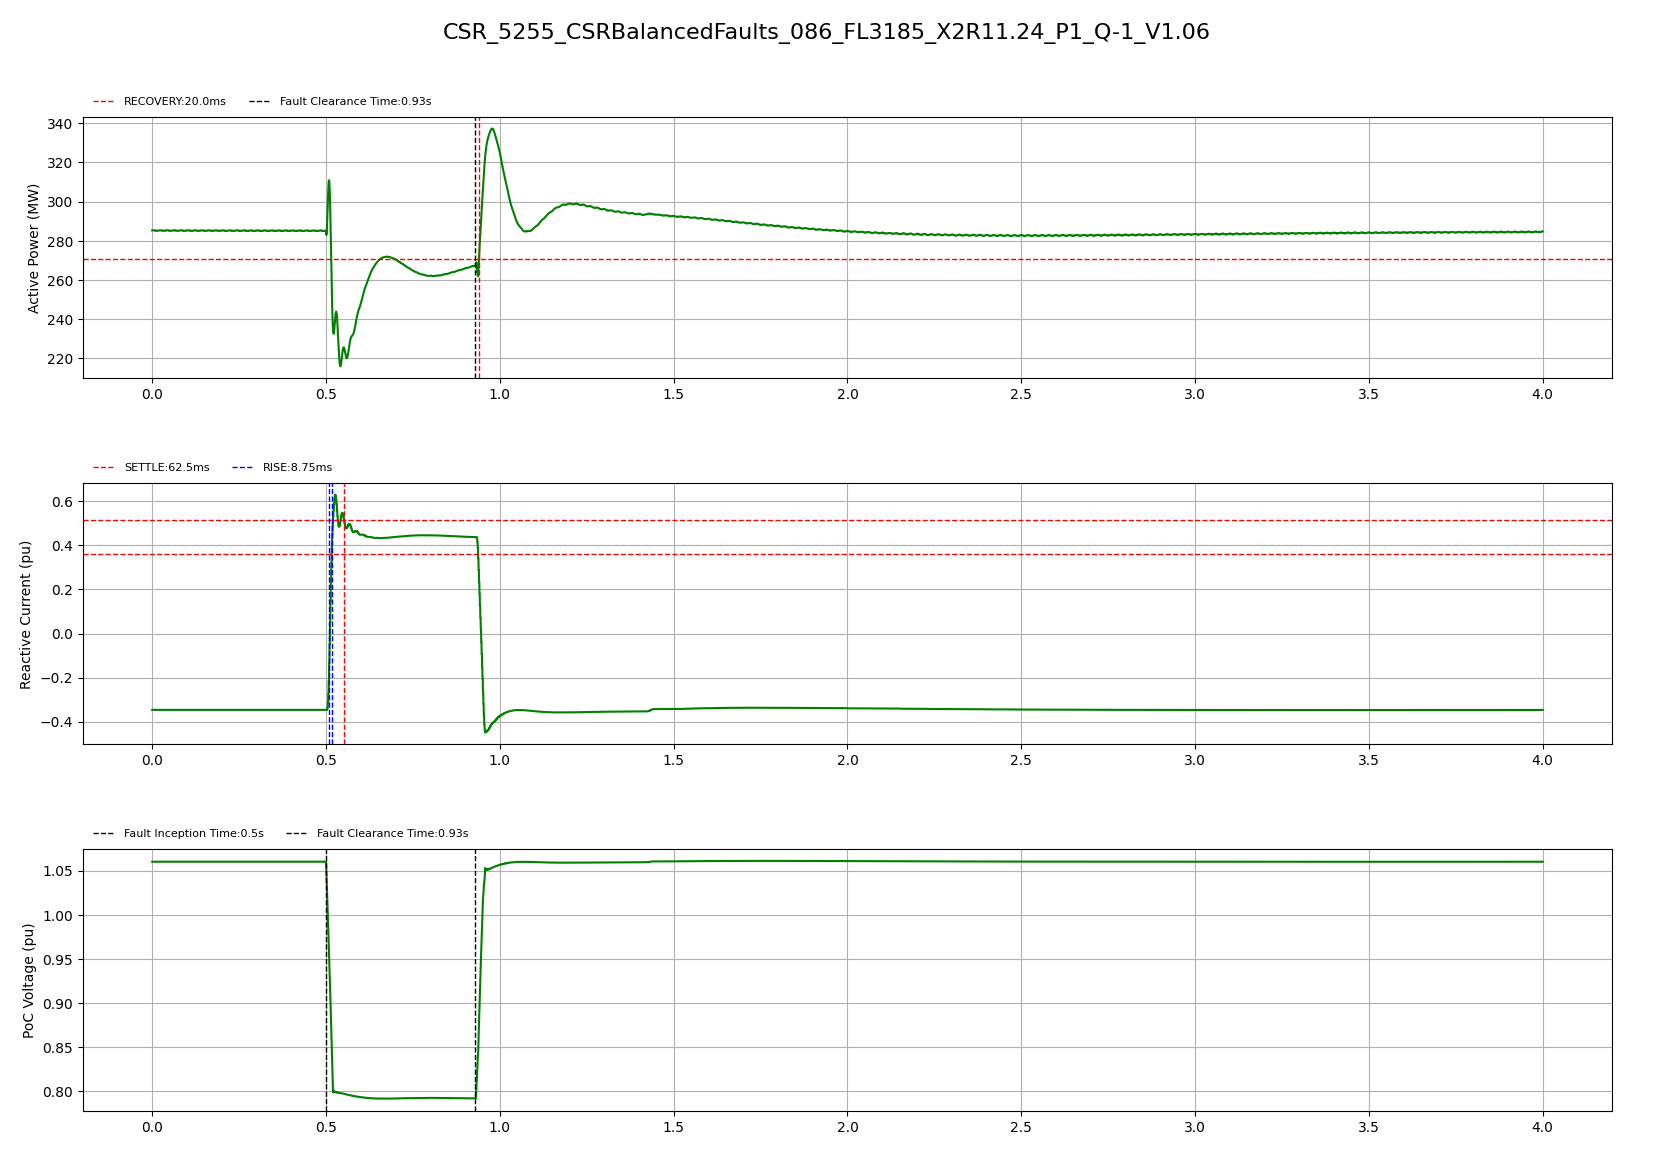 CSR_5255_CSRBalancedFaults_086_FL3185_X2R11.24_P1_Q-1_V1.06
RECOVERY:20.0ms Fault Clearance Time:0.93s
Active Power (MW)
340
320
300
280
260
240
220
0.0 0.5 1.0 1.5 2.0 2.5 3.0 3.5 4.0
SETTLE:62.5ms RISE:8.75ms
Reactive Current (pu)
0.6
0.4
0.2
0.0
−0.2
−0.4
0.0 0.5 1.0 1.5 2.0 2.5 3.0 3.5 4.0
Fault Inception Time:0.5s Fault Clearance Time:0.93s
PoC Voltage (pu)
1.05
1.00
0.95
0.90
0.85
0.80
0.0 0.5 1.0 1.5 2.0 2.5 3.0 3.5 4.0